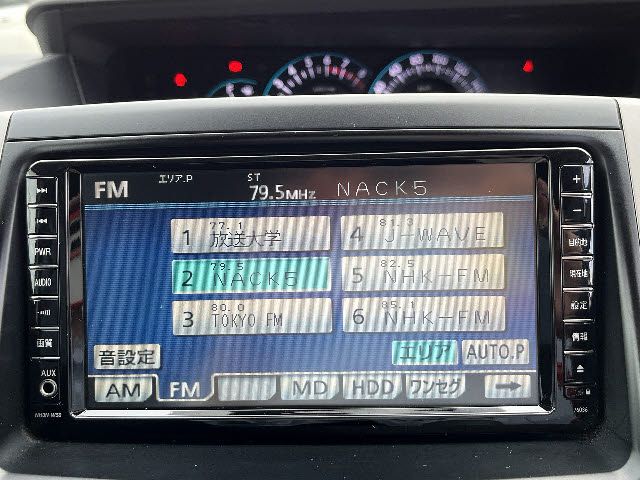 FM エリア.P ST 79.5MHz NACK5
77.1
1 放送大学
81.3
4 J-WAVE
79.5
2 NACK5
82.5
5 NHK-FM
80.0
3 TOKYO FM
85.1
6 NHK-FM
音設定 エリア AUTO.P
AM FM MD HDD ワンセグ
PWR
AUDIO
画質
AUX
目的地
現在地
設定
情報